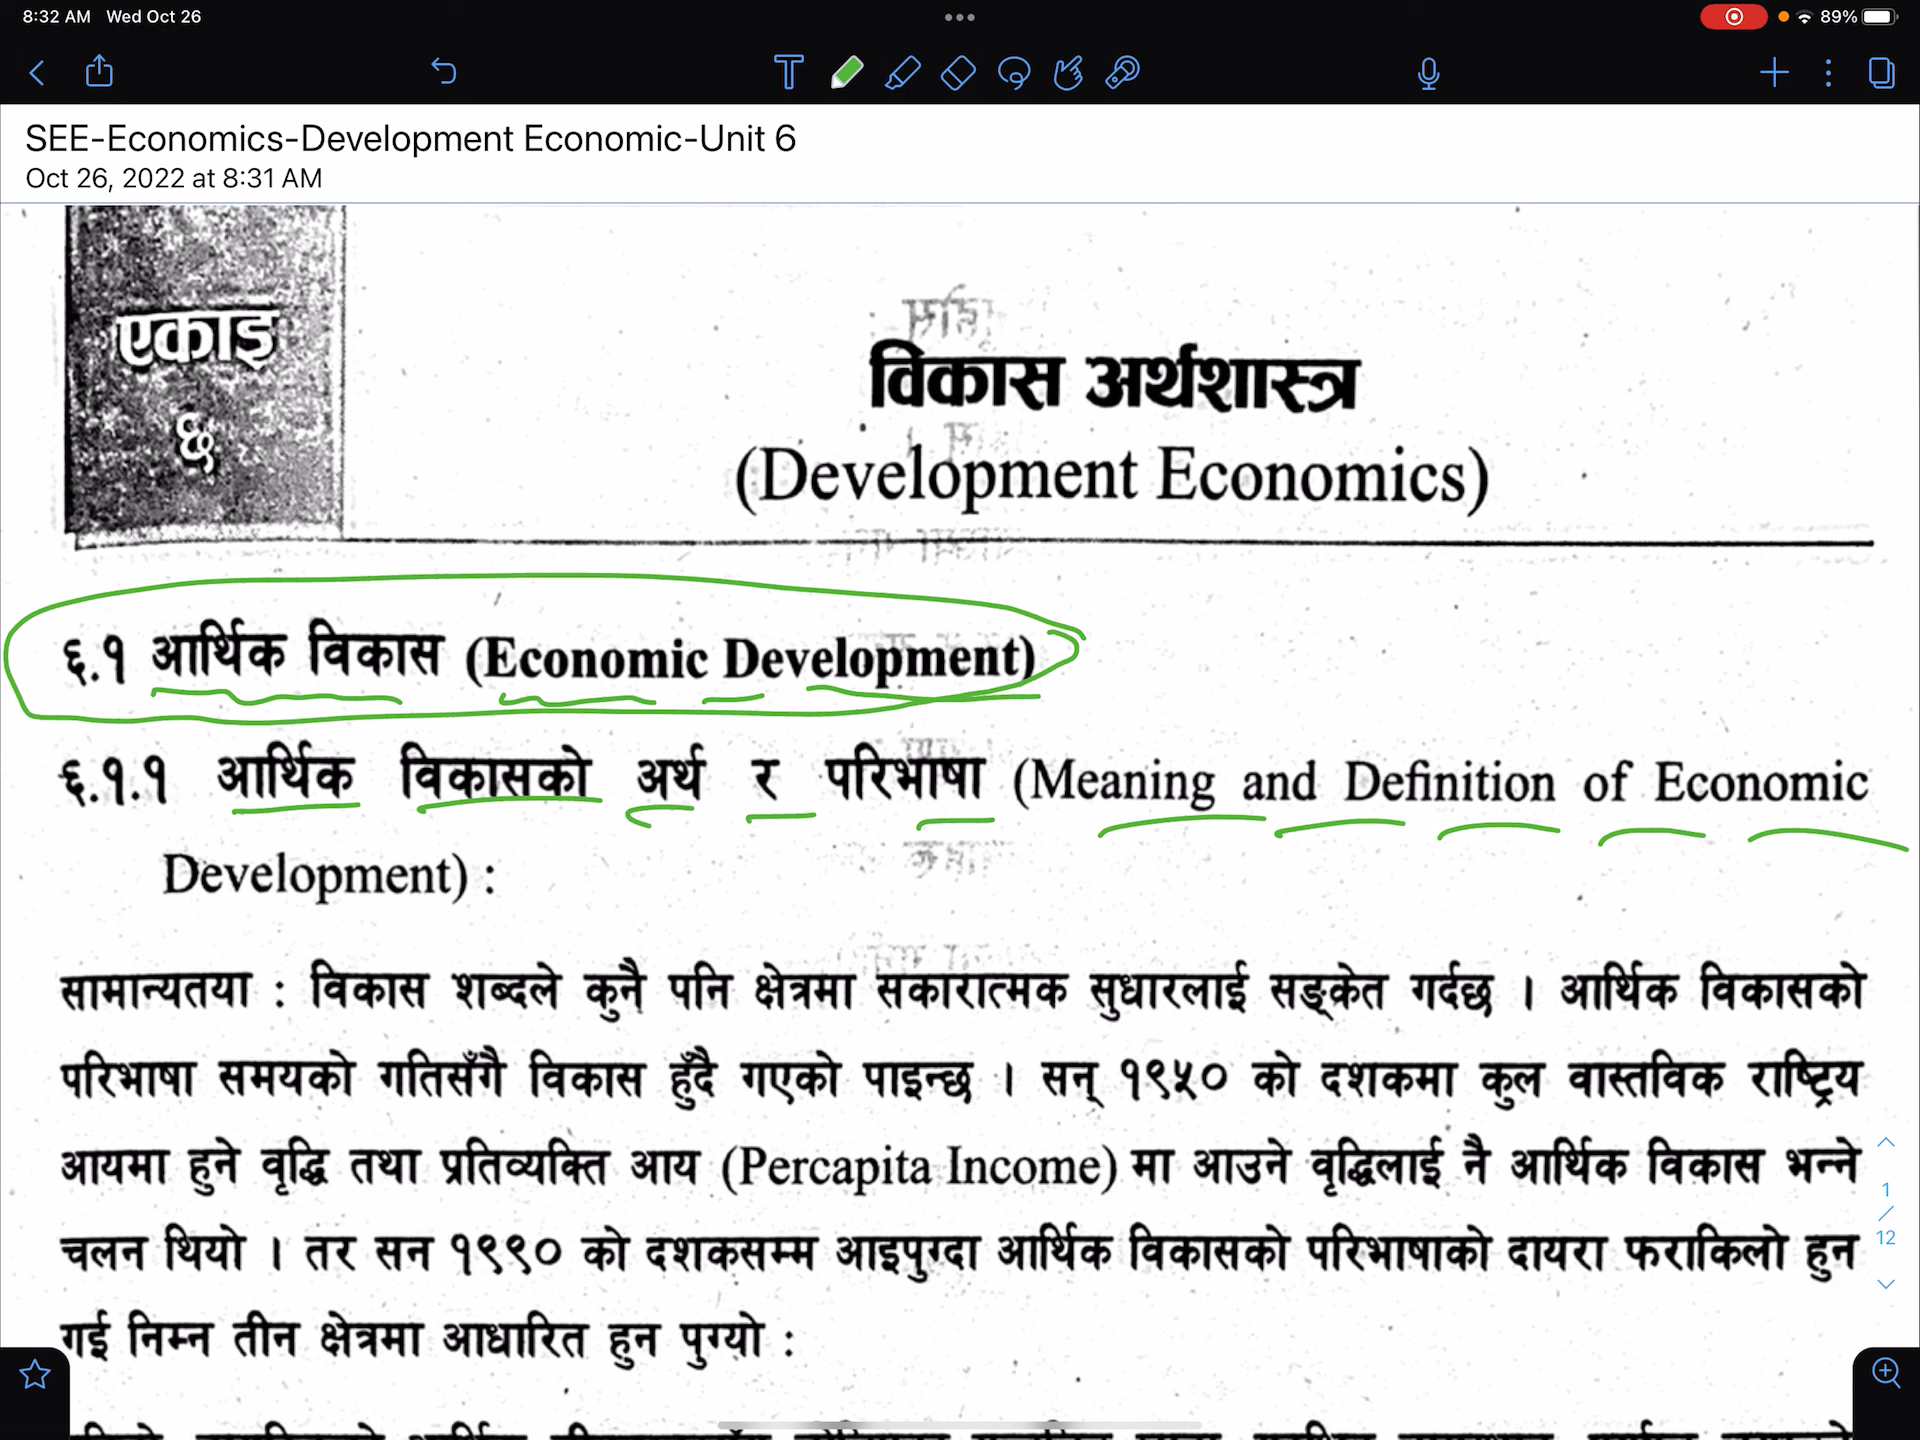 8:32 AM Wed Oct 26
89%
SEE-Economics-Development Economic-Unit 6
Oct 26, 2022 at 8:31 AM
एकाइ
६
विकास अर्थशास्त्र
(Development Economics)
६.१ आर्थिक विकास (Economic Development)
६.१.१ आर्थिक विकासको अर्थ र परिभाषा (Meaning and Definition of Economic
Development) :
सामान्यतया : विकास शब्दले कुनै पनि क्षेत्रमा सकारात्मक सुधारलाई सङ्केत गर्दछ । आर्थिक विकासको
परिभाषा समयको गतिसँगै विकास हुँदै गएको पाइन्छ । सन् १९५० को दशकमा कुल वास्तविक राष्ट्रिय
आयमा हुने वृद्धि तथा प्रतिव्यक्ति आय (Percapita Income) मा आउने वृद्धिलाई नै आर्थिक विकास भन्ने
चलन थियो । तर सन १९९० को दशकसम्म आइपुग्दा आर्थिक विकासको परिभाषाको दायरा फराकिलो हुन
गई निम्न तीन क्षेत्रमा आधारित हुन पुग्यो :
1
/
12